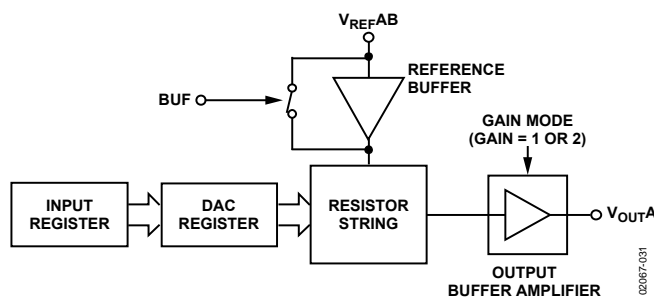 VREFAB
REFERENCE
BUFFER
BUF
GAIN MODE
(GAIN = 1 OR 2)
INPUT
REGISTER
DAC
REGISTER
RESISTOR
STRING
VOUTA
OUTPUT
BUFFER AMPLIFIER
02067-031